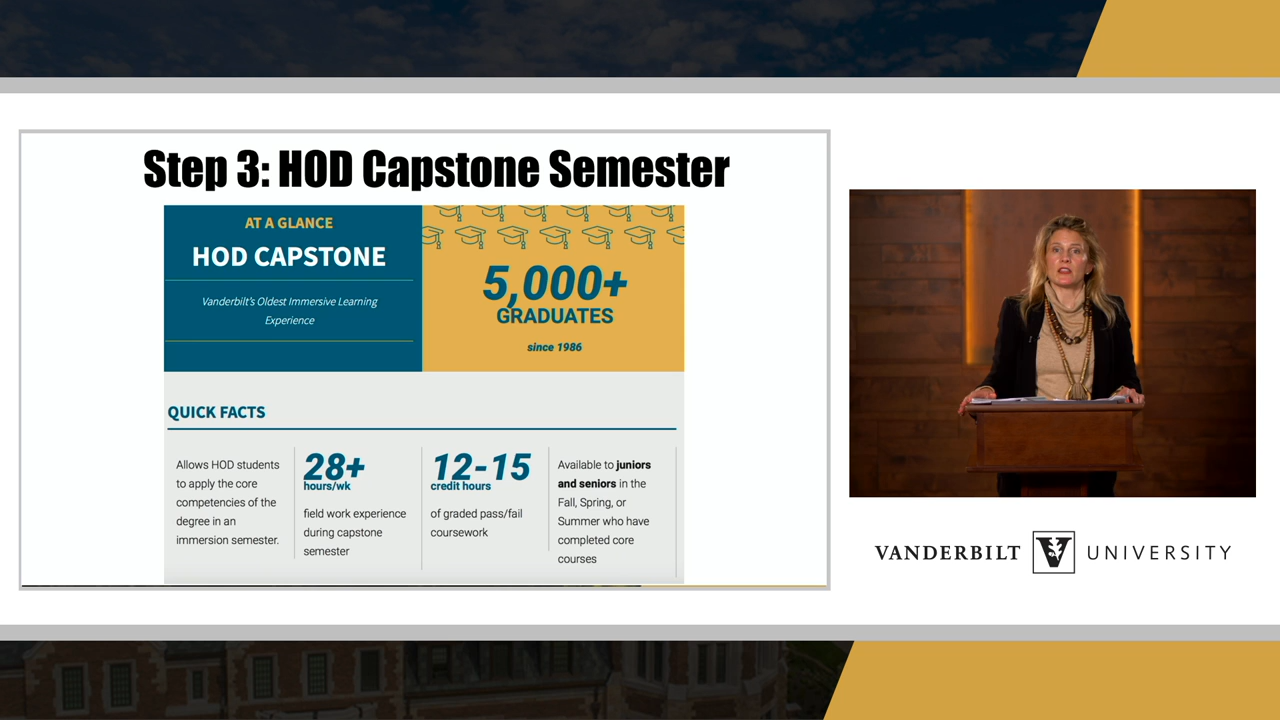 Step 3: HOD Capstone Semester
AT A GLANCE
HOD CAPSTONE
Vanderbilt's Oldest Immersive Learning
Experience
5,000+
GRADUATES
since 1986
QUICK FACTS
Allows HOD students
to apply the core
competencies of the
degree in an
immersion semester.
28+
hours/wk
field work experience
during capstone
semester
12-15
credit hours
of graded pass/fail
coursework
Available to juniors
and seniors in the
Fall, Spring, or
Summer who have
completed core
courses
VANDERBILT V UNIVERSITY